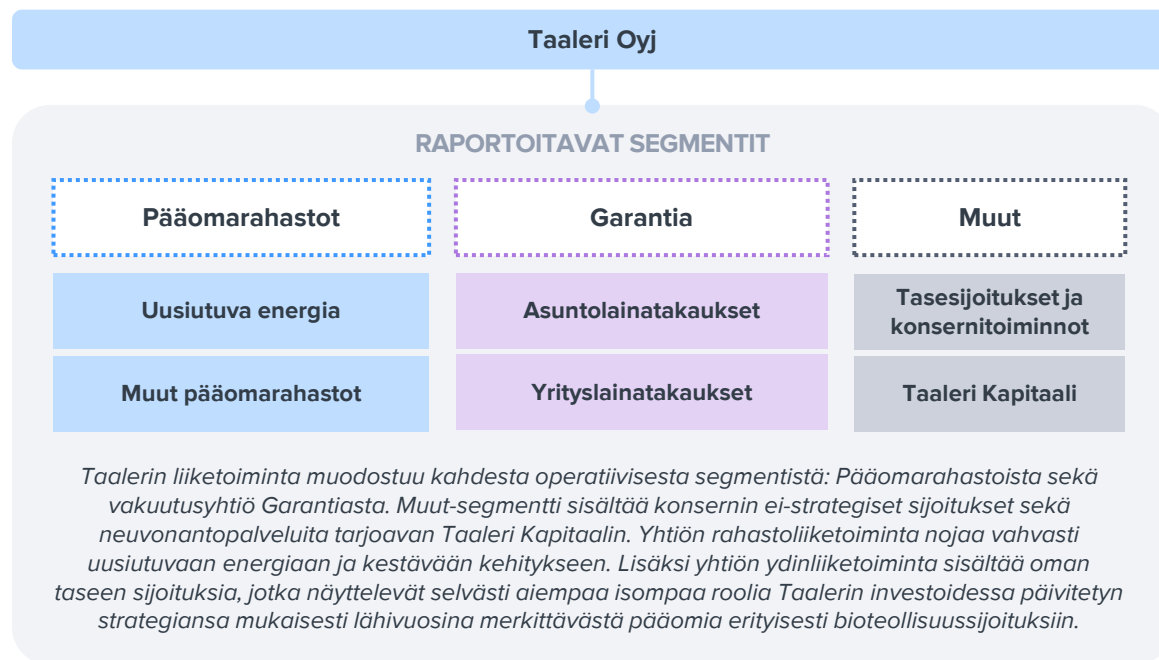 Taaleri Oyj
RAPORTOITAVAT SEGMENTIT
Pääomarahastot
Garantia
Muut
Uusiutuva energia
Asuntolainatakaukset
Tasesijoitukset ja
konsernitoiminnot
Muut pääomarahastot
Yrityslainatakaukset
Taaleri Kapitaali
Taalerin liiketoiminta muodostuu kahdesta operatiivisesta segmentistä: Pääomarahastoista sekä
vakuutusyhtiö Garantiasta. Muut-segmentti sisältää konsernin ei-strategiset sijoitukset sekä
neuvonantopalveluita tarjoavan Taaleri Kapitaalin. Yhtiön rahastoliiketoiminta nojaa vahvasti
uusiutuvaan energiaan ja kestävään kehitykseen. Lisäksi yhtiön ydinliiketoiminta sisältää oman
taseen sijoituksia, jotka näyttelevät selvästi aiempaa isompaa roolia Taalerin investoidessa päivitetyn
strategiansa mukaisesti lähivuosina merkittävästä pääomia erityisesti bioteollisuussijoituksiin.